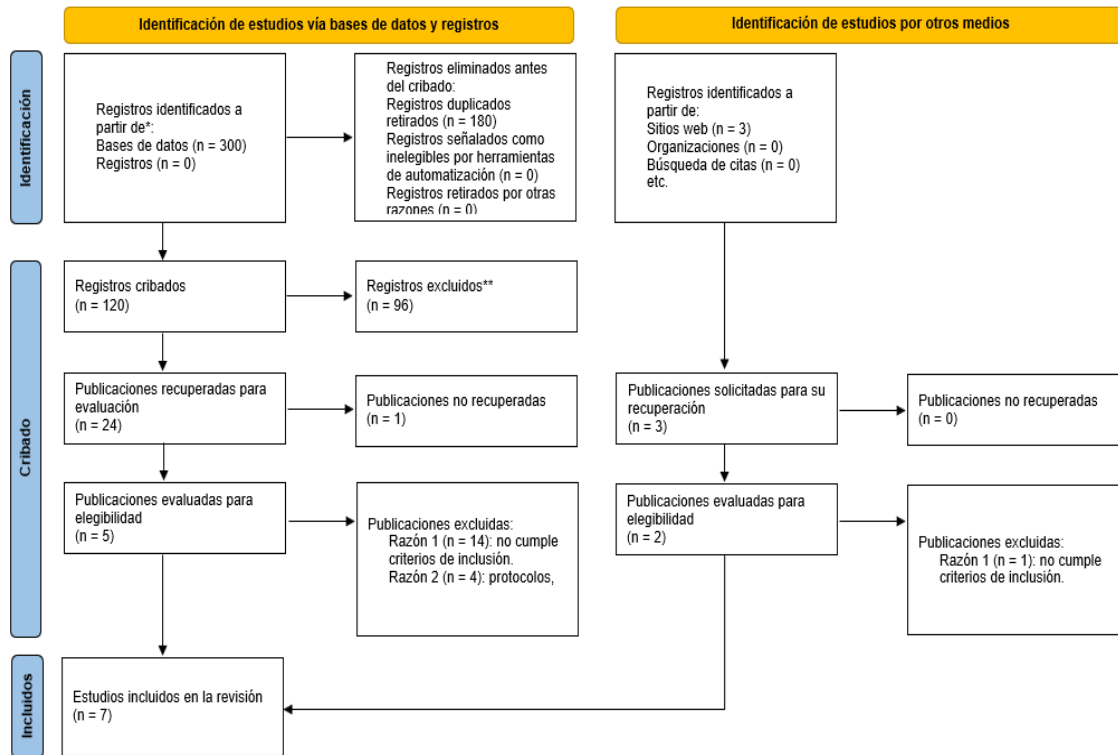 Identificación de estudios vía bases de datos y registros
Identificación de estudios por otros medios
Identificación
Registros identificados a
partir de*:
Bases de datos (n = 300)
Registros (n = 0)
Registros eliminados antes
del cribado:
Registros duplicados
retirados (n = 180)
Registros señalados como
inelegibles por herramientas
de automatización (n = 0)
Registros retirados por otras
razones (n = 0)
Registros identificados a
partir de:
Sitios web (n = 3)
Organizaciones (n = 0)
Búsqueda de citas (n = 0)
etc.
Cribado
Registros cribados
(n = 120)
Registros excluidos**
(n = 96)
Publicaciones recuperadas para
evaluación
(n = 24)
Publicaciones no recuperadas
(n = 1)
Publicaciones solicitadas para su
recuperación
(n = 3)
Publicaciones no recuperadas
(n = 0)
Publicaciones evaluadas para
elegibilidad
(n = 5)
Publicaciones excluidas:
Razón 1 (n = 14): no cumple
criterios de inclusión.
Razón 2 (n = 4): protocolos,
Publicaciones evaluadas para
elegibilidad
(n = 2)
Publicaciones excluidas:
Razón 1 (n = 1): no cumple
criterios de inclusión.
Incluidos
Estudios incluidos en la revisión
(n = 7)